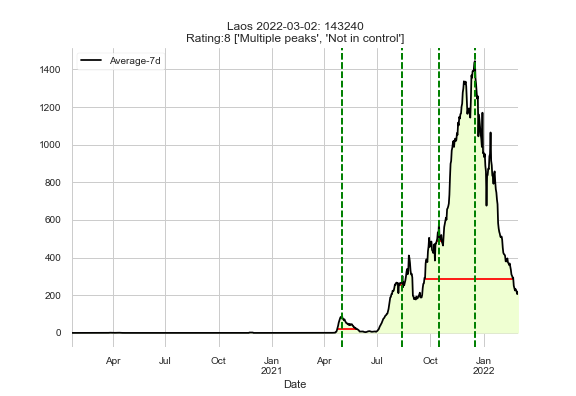 Laos 2022-03-02: 143240
Rating:8 ['Multiple peaks', 'Not in control']
Average-7d
1400
1200
1000
800
600
400
200
0
Apr Jul Oct Jan Apr Jul Oct Jan
2021 2022
Date